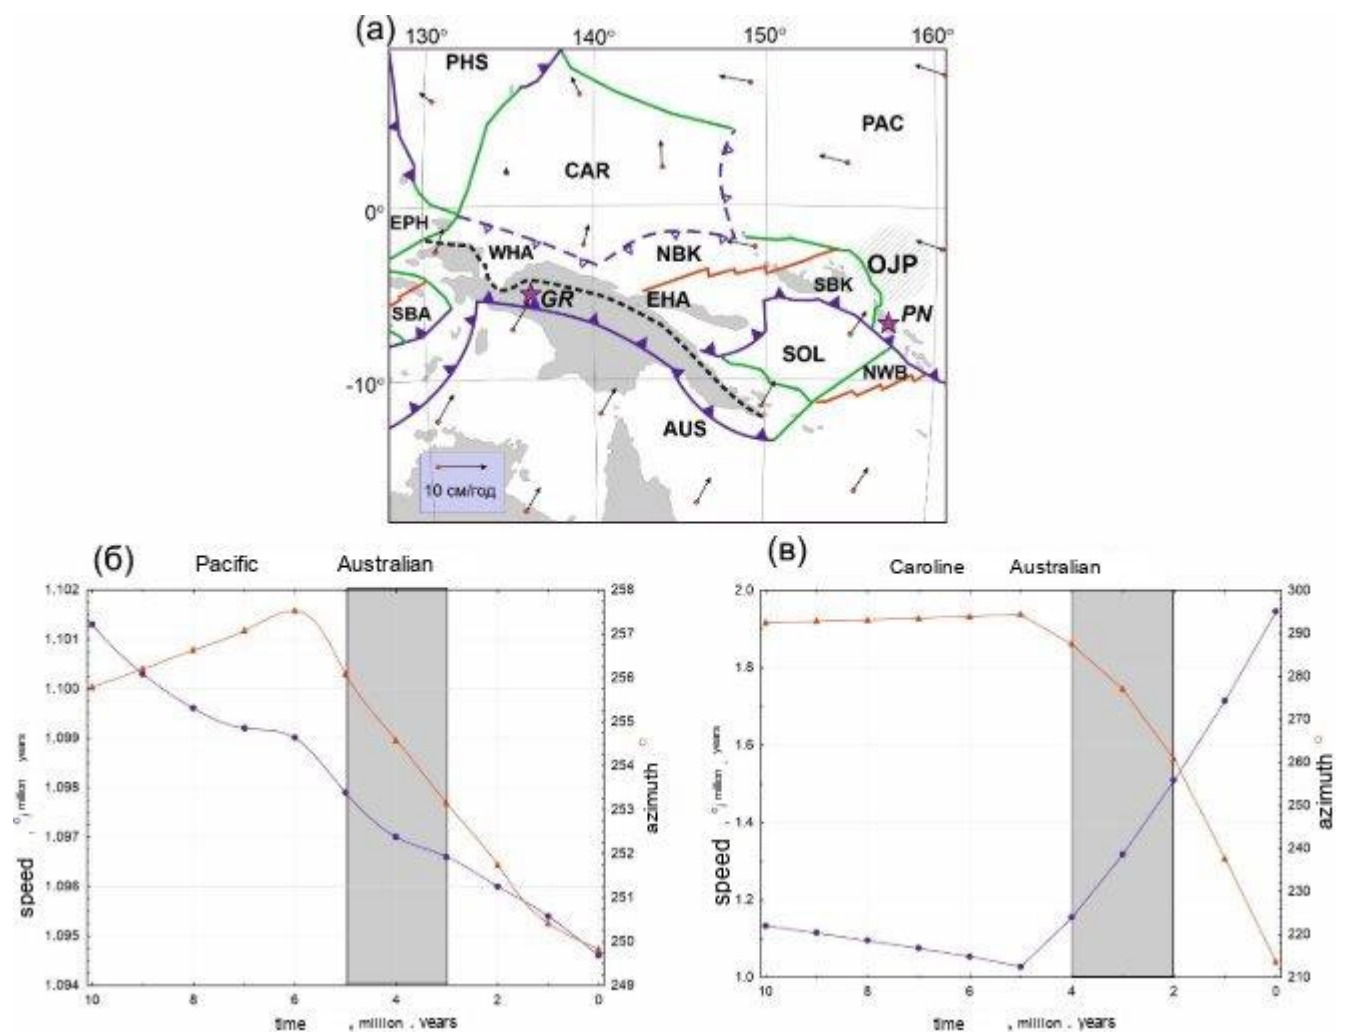 (а)
130° 140° 150° 160°
PHS
PAC
CAR
0°
EPH
WHA
NBK
OJP
SBK
GR
EHA
PN
SBA
SOL
NWB
-10°
AUS
10 см/год
(б) Pacific Australian
1.102 258
1.101 257
256
1.100
255
1.099
254
1.098
253
1.097
252
1.096
251
1.095 250
1.094 249
10 8 6 4 2 0
speed , °/ million . years
azimuth °
time , million . years
(в) Caroline Australian
2.0 300
290
1.8 280
270
1.6
260
1.4 250
240
1.2 230
220
1.0 210
10 8 6 4 2 0
speed , °/ million . years
azimuth °
time , million . years